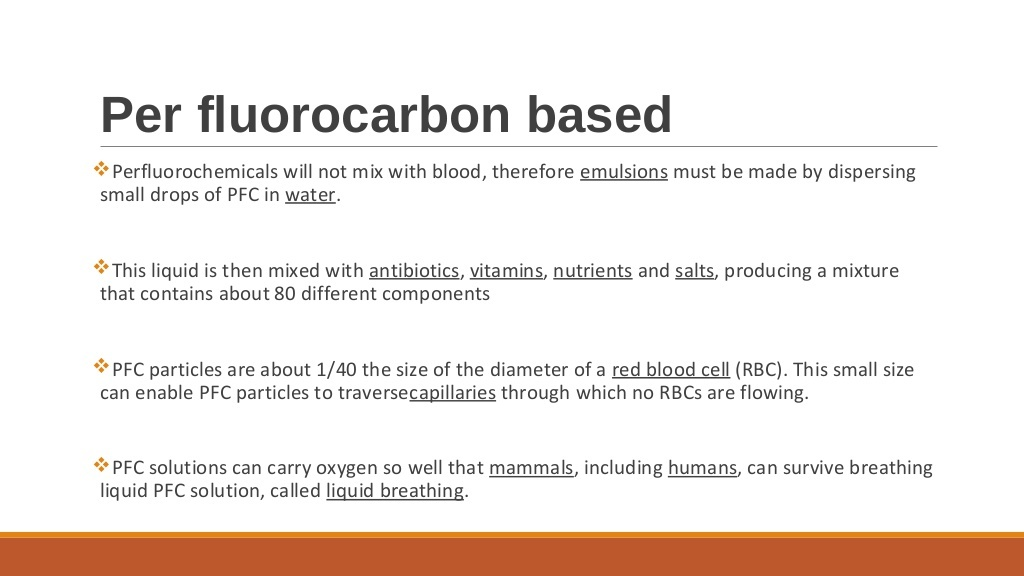 Per fluorocarbon based
❖Perfluorochemicals will not mix with blood, therefore emulsions must be made by dispersing
small drops of PFC in water.
❖This liquid is then mixed with antibiotics, vitamins, nutrients and salts, producing a mixture
that contains about 80 different components
❖PFC particles are about 1/40 the size of the diameter of a red blood cell (RBC). This small size
can enable PFC particles to traversecapillaries through which no RBCs are flowing.
❖PFC solutions can carry oxygen so well that mammals, including humans, can survive breathing
liquid PFC solution, called liquid breathing.